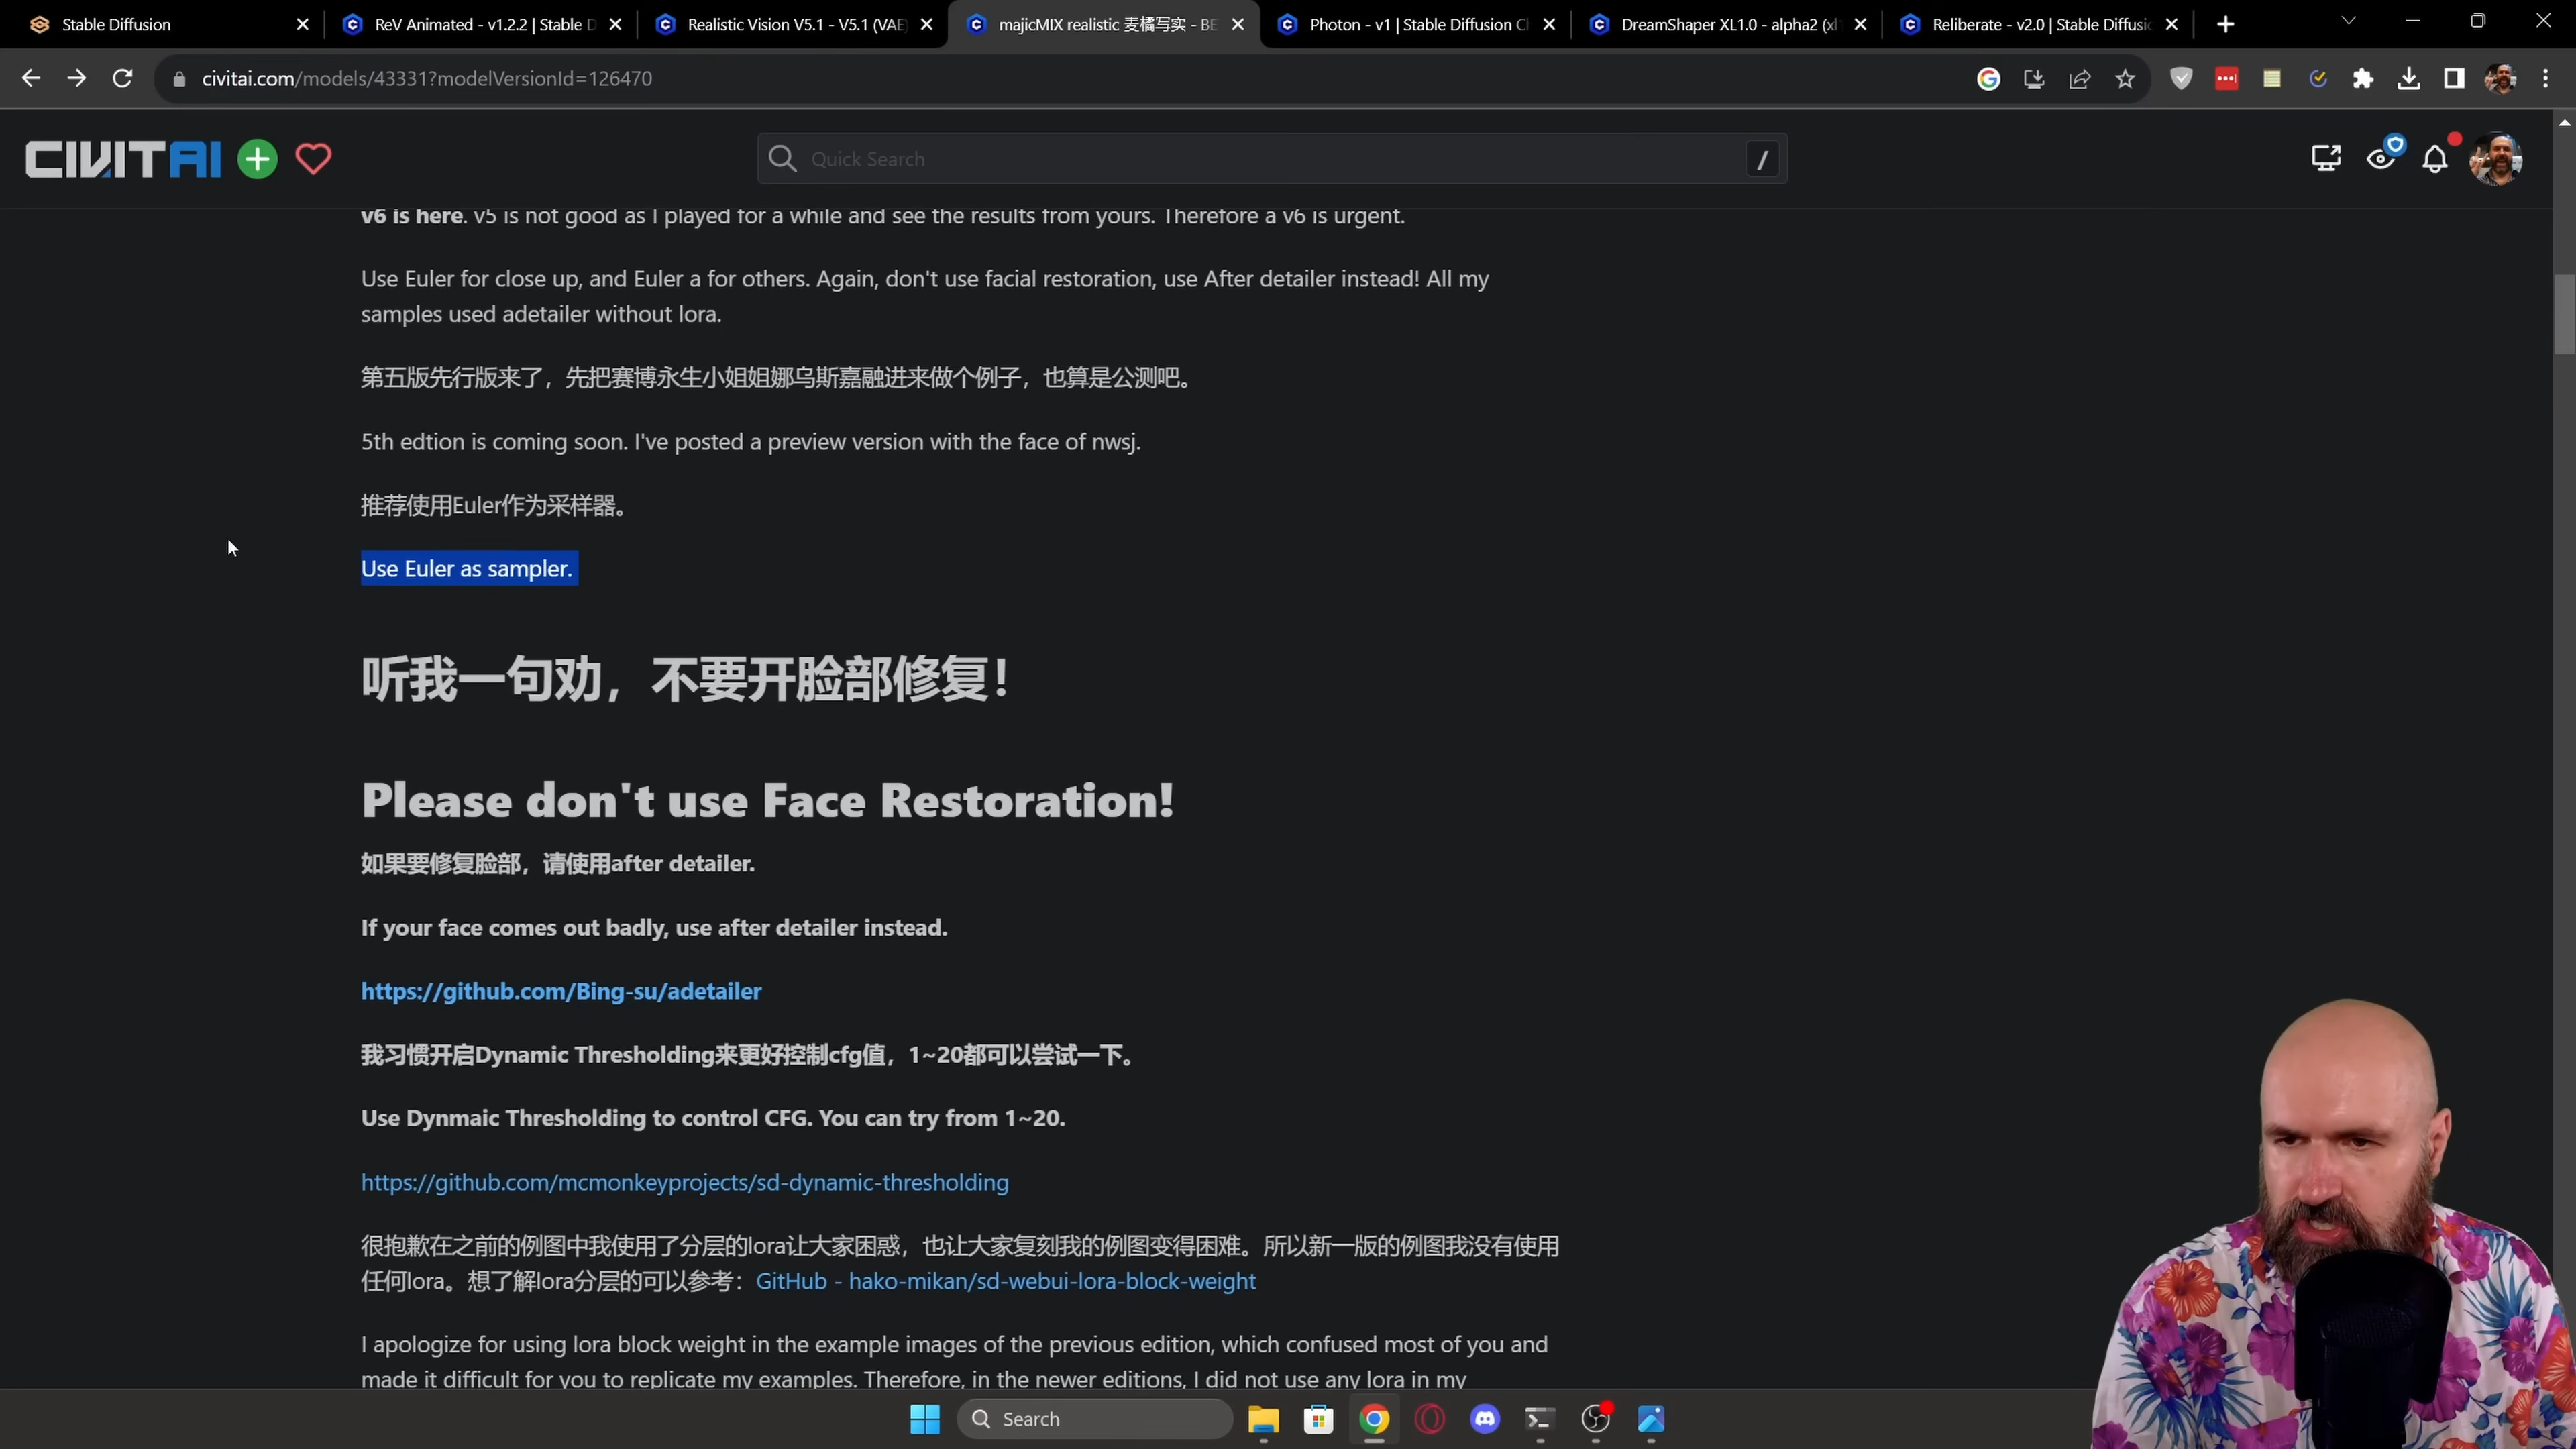 Stable Diffusion
ReV Animated - v1.2.2 | Stable D
Realistic Vision V5.1 - V5.1 (VAE)
majicMIX realistic 麦橘写实 - BE
Photon - v1 | Stable Diffusion Ch
DreamShaper XL1.0 - alpha2 (xl
Reliberate - v2.0 | Stable Diffusio
civitai.com/models/43331?modelVersionId=126470
CIVITAI
Quick Search
/
v6 is here. v5 is not good as I played for a while and see the results from yours. Therefore a v6 is urgent.
Use Euler for close up, and Euler a for others. Again, don't use facial restoration, use After detailer instead! All my
samples used adetailer without lora.
第五版先行版来了，先把赛博永生小姐姐娜乌斯嘉融进来做个例子，也算是公测吧。
5th edtion is coming soon. I've posted a preview version with the face of nwsj.
推荐使用Euler作为采样器。
Use Euler as sampler.
听我一句劝，不要开脸部修复！
Please don't use Face Restoration!
如果要修复脸部，请使用after detailer.
If your face comes out badly, use after detailer instead.
https://github.com/Bing-su/adetailer
我习惯开启Dynamic Thresholding来更好控制cfg值，1~20都可以尝试一下。
Use Dynmaic Thresholding to control CFG. You can try from 1~20.
https://github.com/mcmonkeyprojects/sd-dynamic-thresholding
很抱歉在之前的例图中我使用了分层的lora让大家困惑，也让大家复刻我的例图变得困难。所以新一版的例图我没有使用
任何lora。想了解lora分层的可以参考：GitHub - hako-mikan/sd-webui-lora-block-weight
I apologize for using lora block weight in the example images of the previous edition, which confused most of you and
made it difficult for you to replicate my examples. Therefore, in the newer editions, I did not use any lora in my
Search